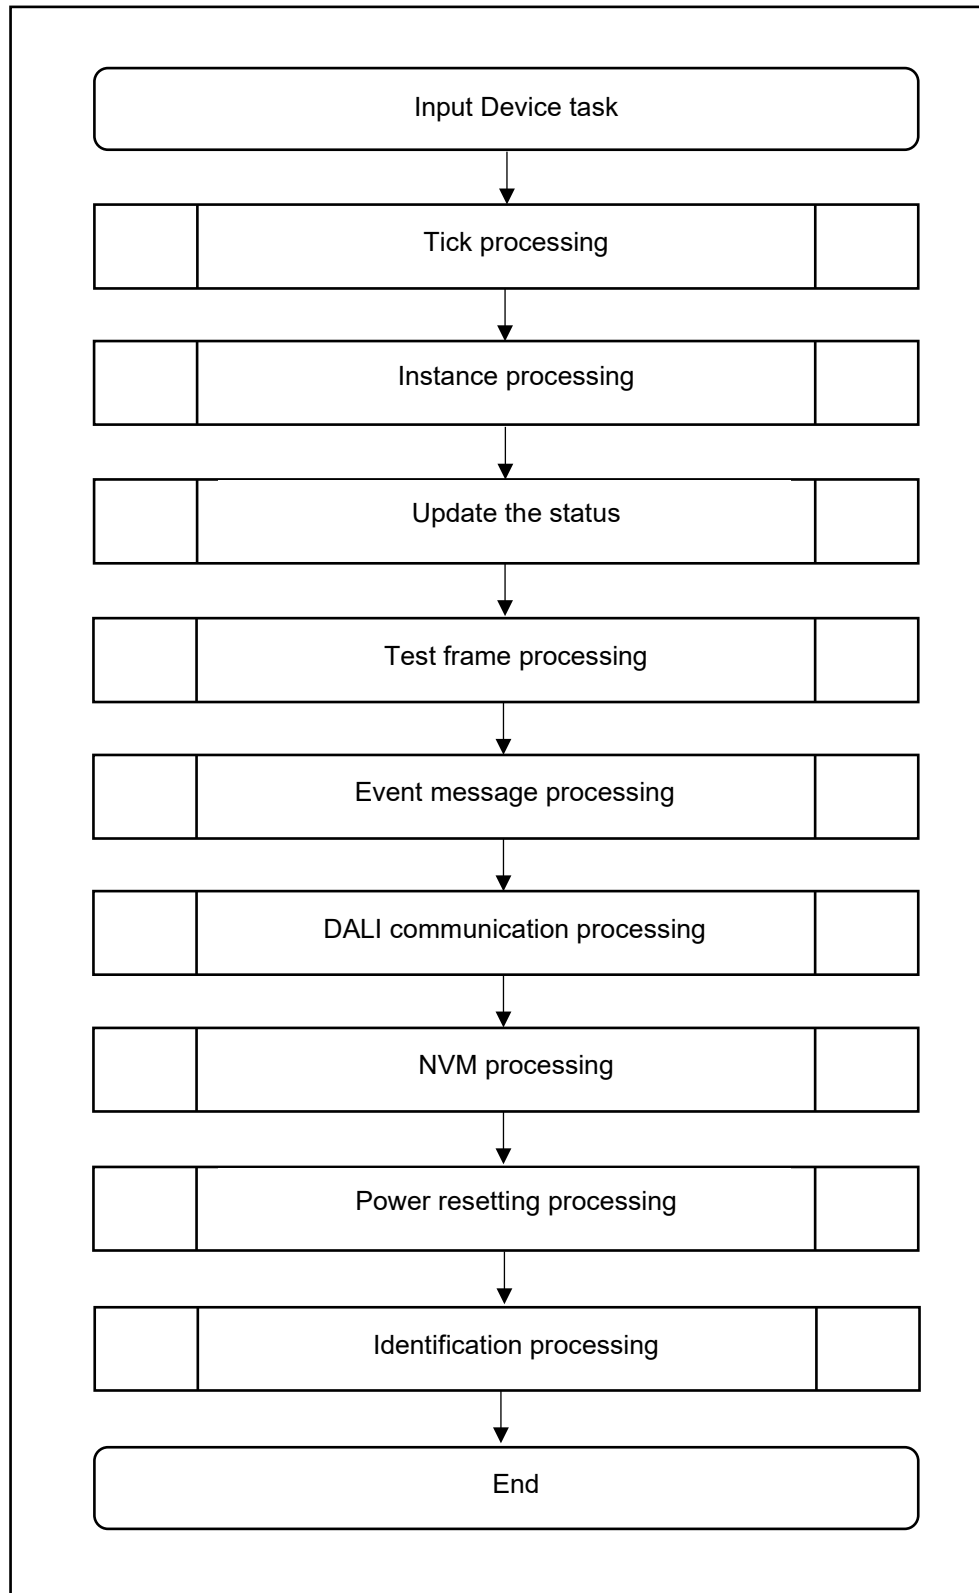 Input Device task
Tick processing
Instance processing
Update the status
Test frame processing
Event message processing
DALI communication processing
NVM processing
Power resetting processing
Identification processing
End